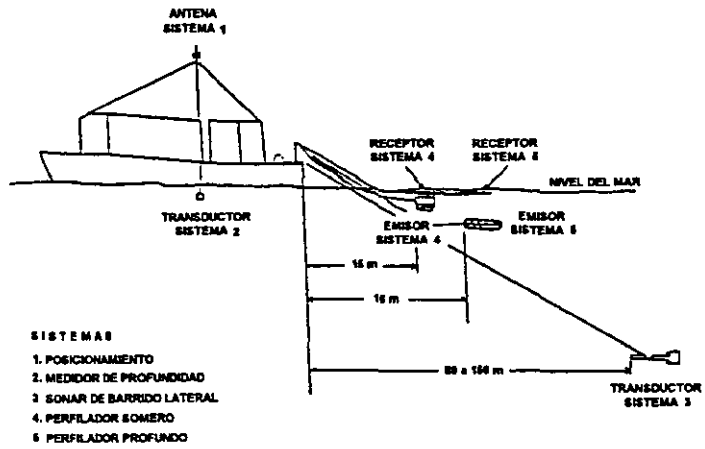 ANTENA
SISTEMA 1
RECEPTOR
SISTEMA 4
RECEPTOR
SISTEMA 5
NIVEL DEL MAR
TRANSDUCTOR
SISTEMA 2
EMISOR
SISTEMA 4
EMISOR
SISTEMA 5
15 m
16 m
a 150 m
TRANSDUCTOR
SISTEMA 3
SISTEMAS
1. POSICIONAMIENTO
2. MEDIDOR DE PROFUNDIDAD
3 SONAR DE BARRIDO LATERAL
4. PERFILADOR SOMERO
5 PERFILADOR PROFUNDO